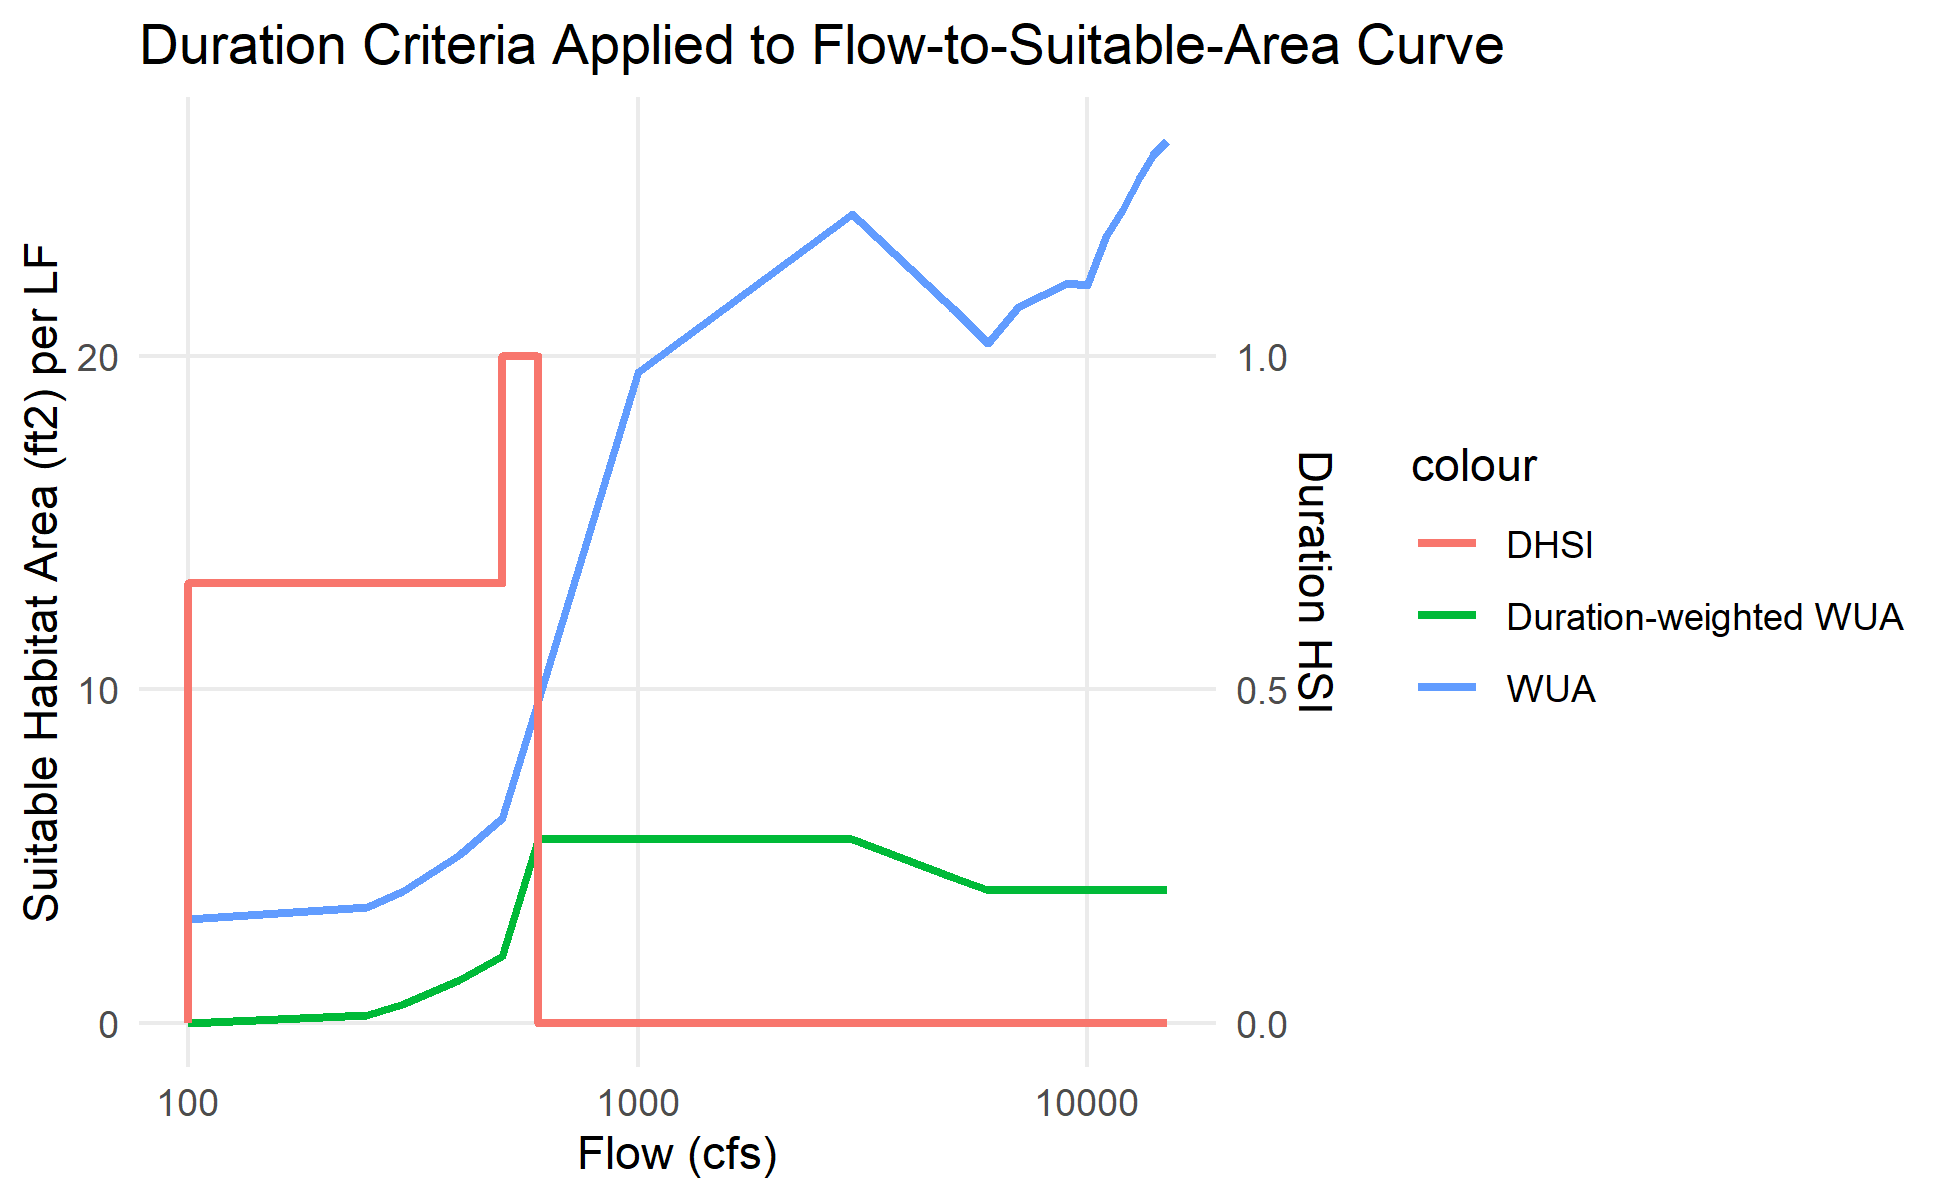 Duration Criteria Applied to Flow-to-Suitable-Area Curve
Suitable Habitat Area (ft2) per LF
20
10
0
1.0
0.5
0.0
Duration HSI
100
1000
10000
Flow (cfs)
colour
DHSI
Duration-weighted WUA
WUA